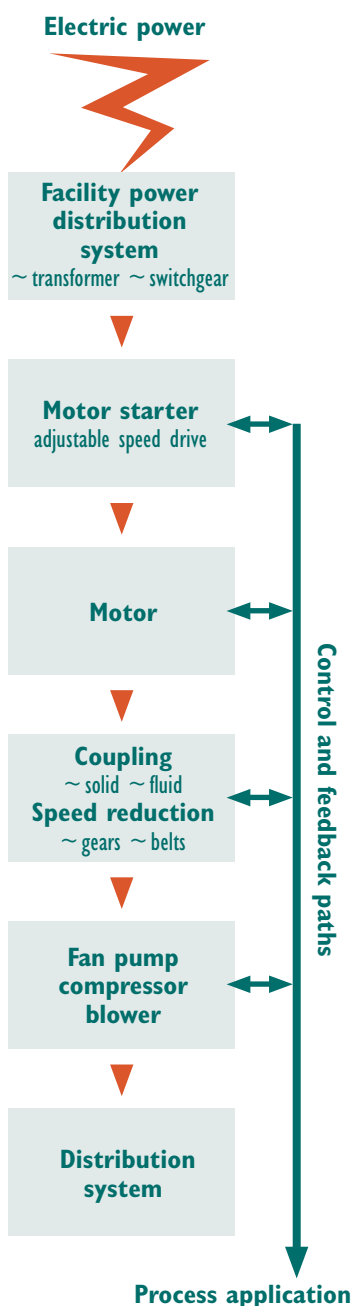 Electric power
Facility power
distribution
system
~ transformer ~ switchgear
Motor starter
adjustable speed drive
Motor
Coupling
~ solid ~ fluid
Speed reduction
~ gears ~ belts
Fan pump
compressor
blower
Distribution
system
Control and feedback paths
Process application